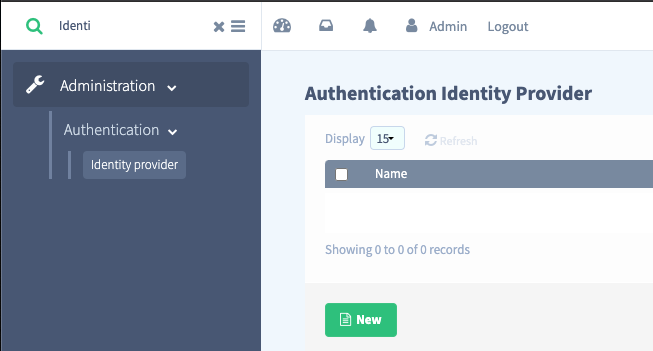 Identi
Admin Logout
Administration
Authentication
Identity provider
Authentication Identity Provider
Display 15 Refresh
Name
Showing 0 to 0 of 0 records
New